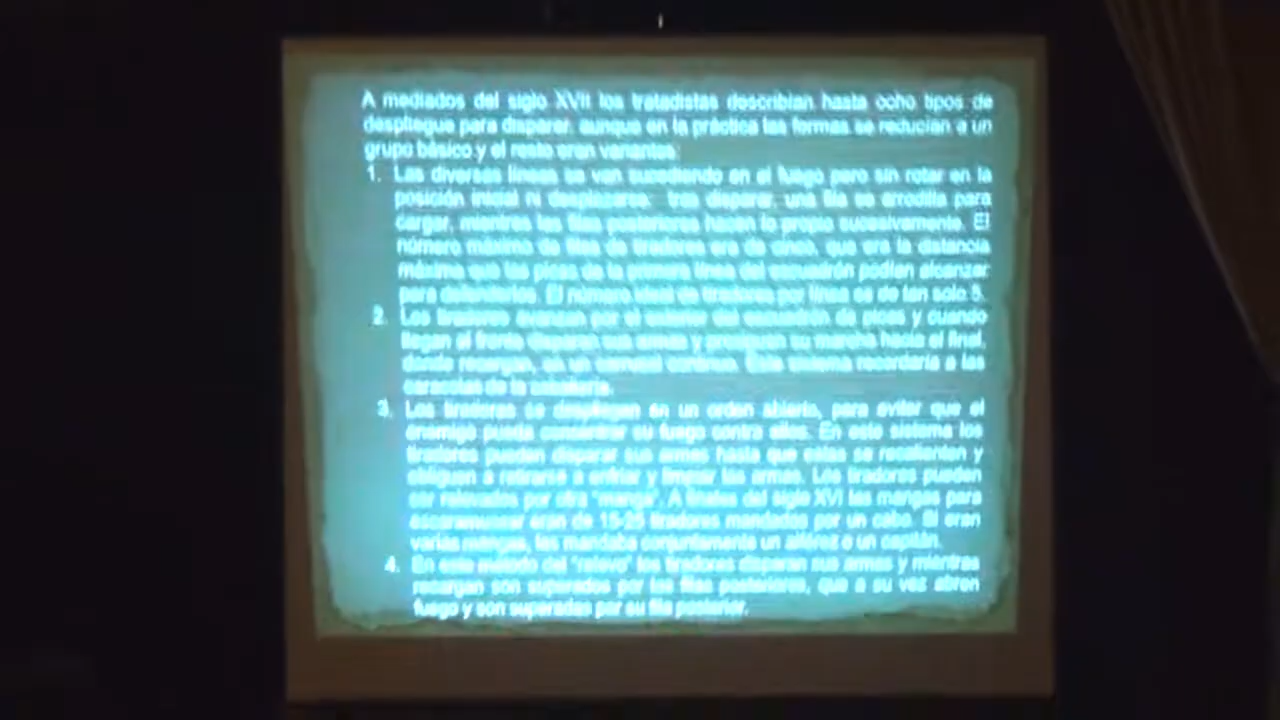 A mediados del siglo XVII los tratadistas describían hasta ocho tipos de
despliegue para disparar, aunque en la práctica las formas se reducían a un
grupo básico y el resto eran variantes:
1. Las diversas líneas se van sucediendo en el fuego pero sin rotar en la
posición inicial ni desplazarse. Tras disparar, una fila se arrodilla para
cargar, mientras las filas posteriores hacen lo propio sucesivamente. El
número máximo de filas de tiradores era de cinco, que era la distancia
máxima que las picas de la primera línea del escuadrón podían alcanzar
para defenderlos. El número ideal de tiradores por línea es de tan solo 5.
2. Los tiradores avanzan por el del escuadrón de picas y cuando
llegan al frente disparan sus armas y prosiguen su marcha hacia el final,
donde recargan, en un carrusel continuo. Este sistema recordaría a las
caracolas de la caballería.
3. Los tiradores se despliegan en un orden abierto, para evitar que el
enemigo pueda concentrar su fuego contra ellos. En este sistema los
tiradores pueden disparar sus armas hasta que estas se recalienten y
obliguen a retirarse a enfriar y limpiar las armas. Los tiradores pueden
ser relevados por otra "manga". A finales del siglo XVI las mangas para
escaramuzar eran de 15-25 tiradores mandados por un cabo. Si eran
varias mangas, las mandaba conjuntamente un alférez o un capitán.
4. En este método del "relevo" los tiradores disparan sus armas y mientras
recargan son superados por las filas posteriores, que a su vez abren
fuego y son superadas por su fila posterior.